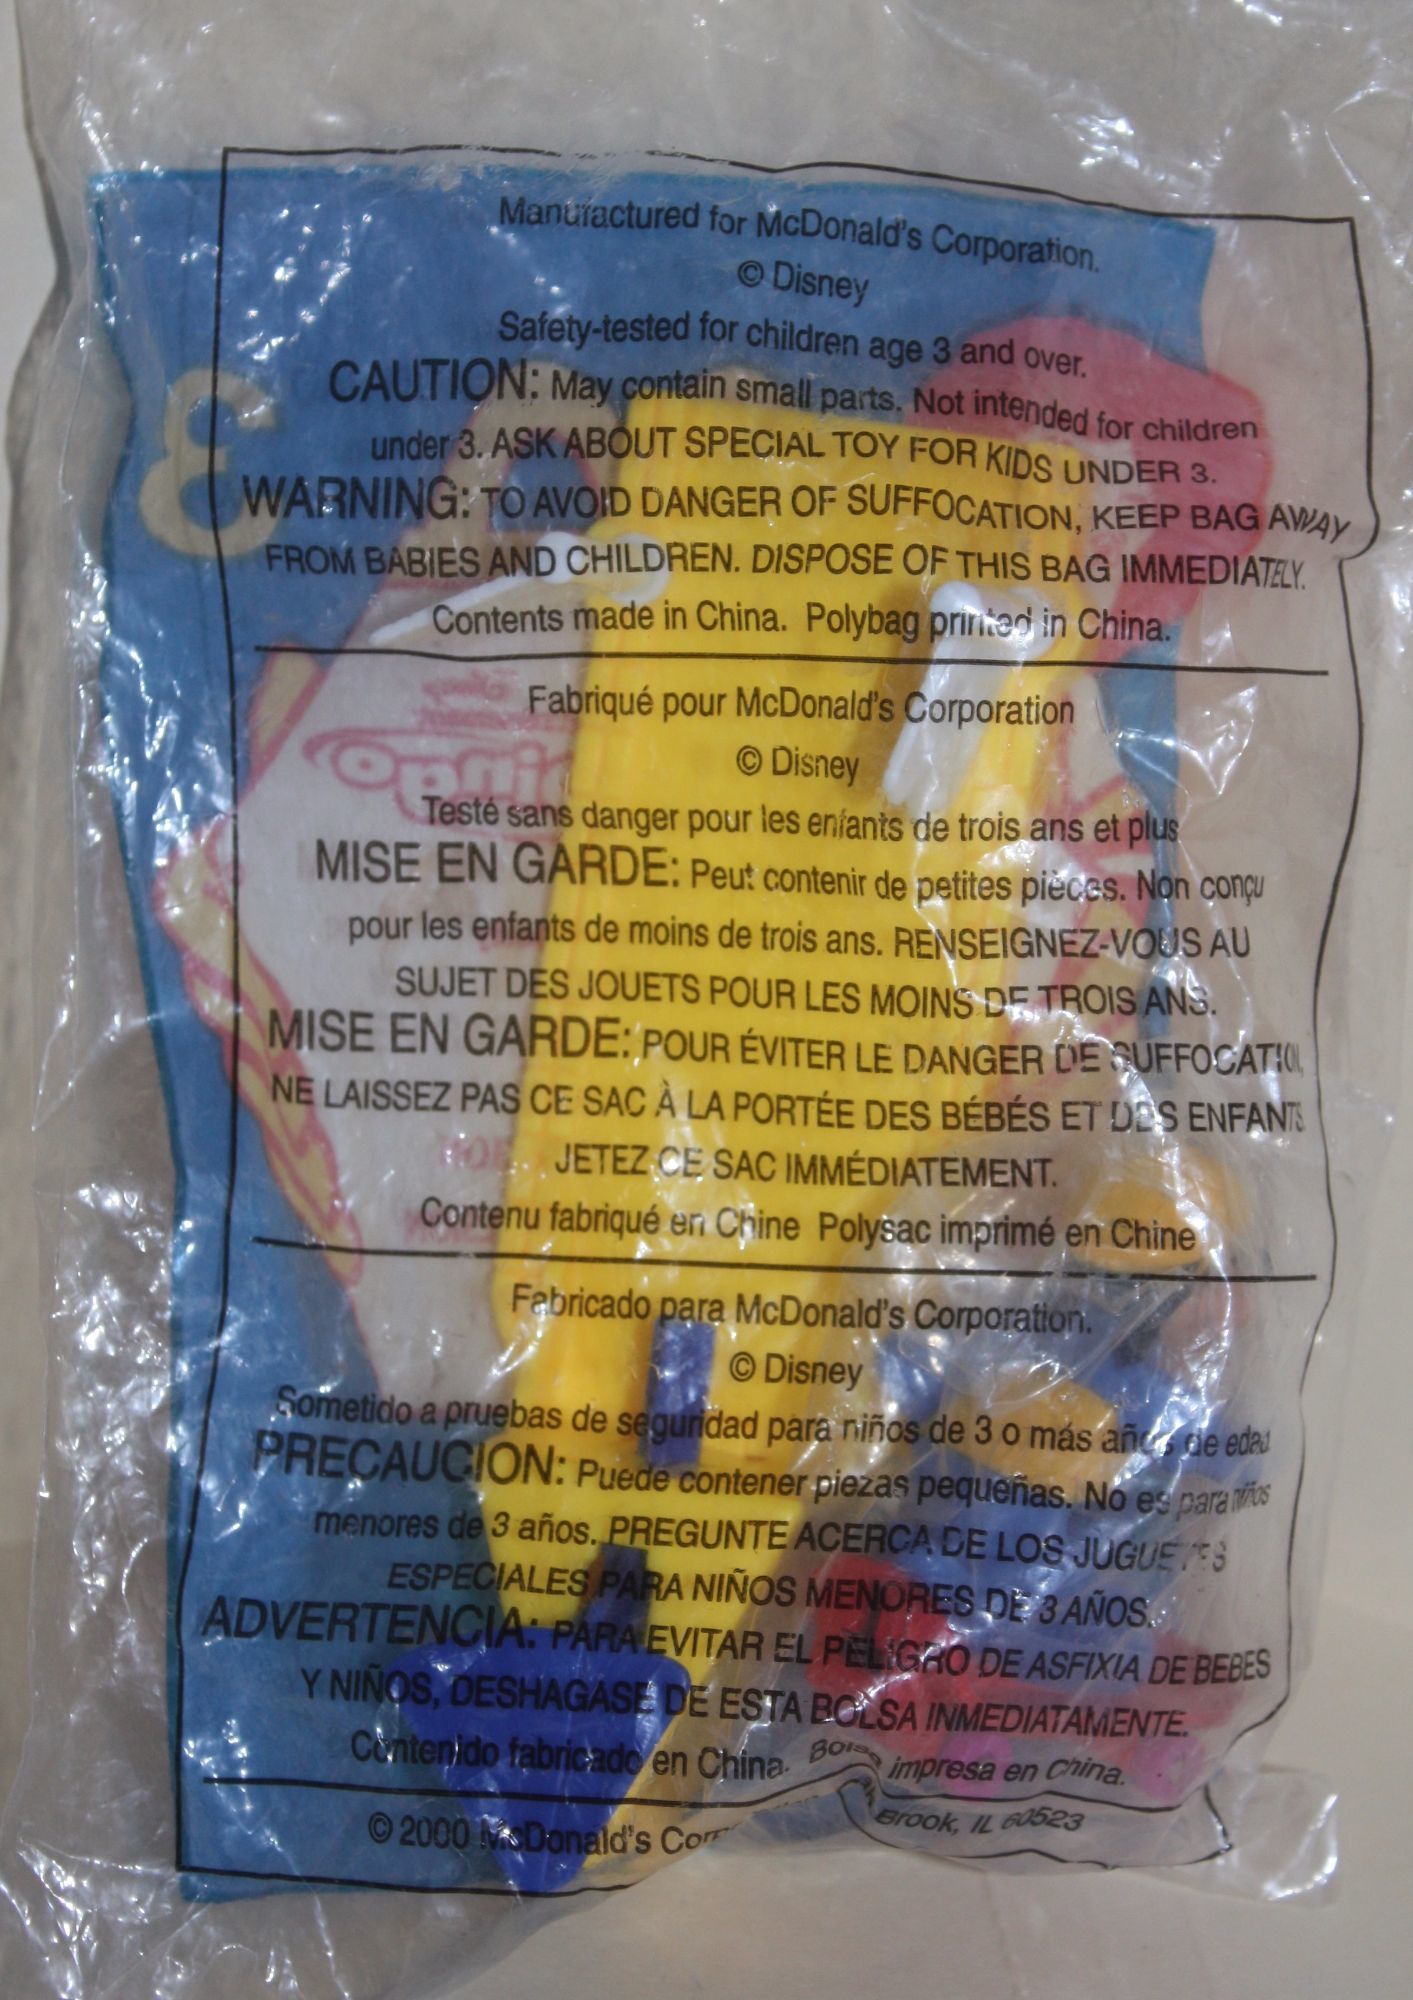 Manufactured for McDonald's Corporation.
© Disney
Safety-tested for children age 3 and over.
CAUTION: May contain small parts. Not intended for children
under 3. ASK ABOUT SPECIAL TOY FOR KIDS UNDER 3.
WARNING: TO AVOID DANGER OF SUFFOCATION, KEEP BAG AWAY
FROM BABIES AND CHILDREN. DISPOSE OF THIS BAG IMMEDIATELY.
Contents made in China. Polybag printed in China.
Fabriqué pour McDonald's Corporation
© Disney
Testé sans danger pour les enfants de trois ans et plus
MISE EN GARDE: Peut contenir de petites pièces. Non conçu
pour les enfants de moins de trois ans. RENSEIGNEZ-VOUS AU
SUJET DES JOUETS POUR LES MOINS DE TROIS ANS.
MISE EN GARDE: POUR ÉVITER LE DANGER DE SUFFOCATION,
NE LAISSEZ PAS CE SAC À LA PORTÉE DES BÉBÉS ET DES ENFANTS
JETEZ CE SAC IMMÉDIATEMENT.
Contenu fabriqué en Chine Polysac imprimé en Chine
Fabricado para McDonald's Corporation.
© Disney
Sometido a pruebas de seguridad para niños de 3 o más años de edad
PRECAUCION: Puede contener piezas pequeñas. No es para niños
menores de 3 años. PREGUNTE ACERCA DE LOS JUGUETES
ESPECIALES PARA NIÑOS MENORES DE 3 AÑOS.
ADVERTENCIA: PARA EVITAR EL PELIGRO DE ASFIXIA DE BEBES
Y NIÑOS, DESHAGASE DE ESTA BOLSA INMEDIATAMENTE.
Contenido fabricado en China. Bolsa impresa en China.
© 2000 McDonald's Brook, IL 60523
3